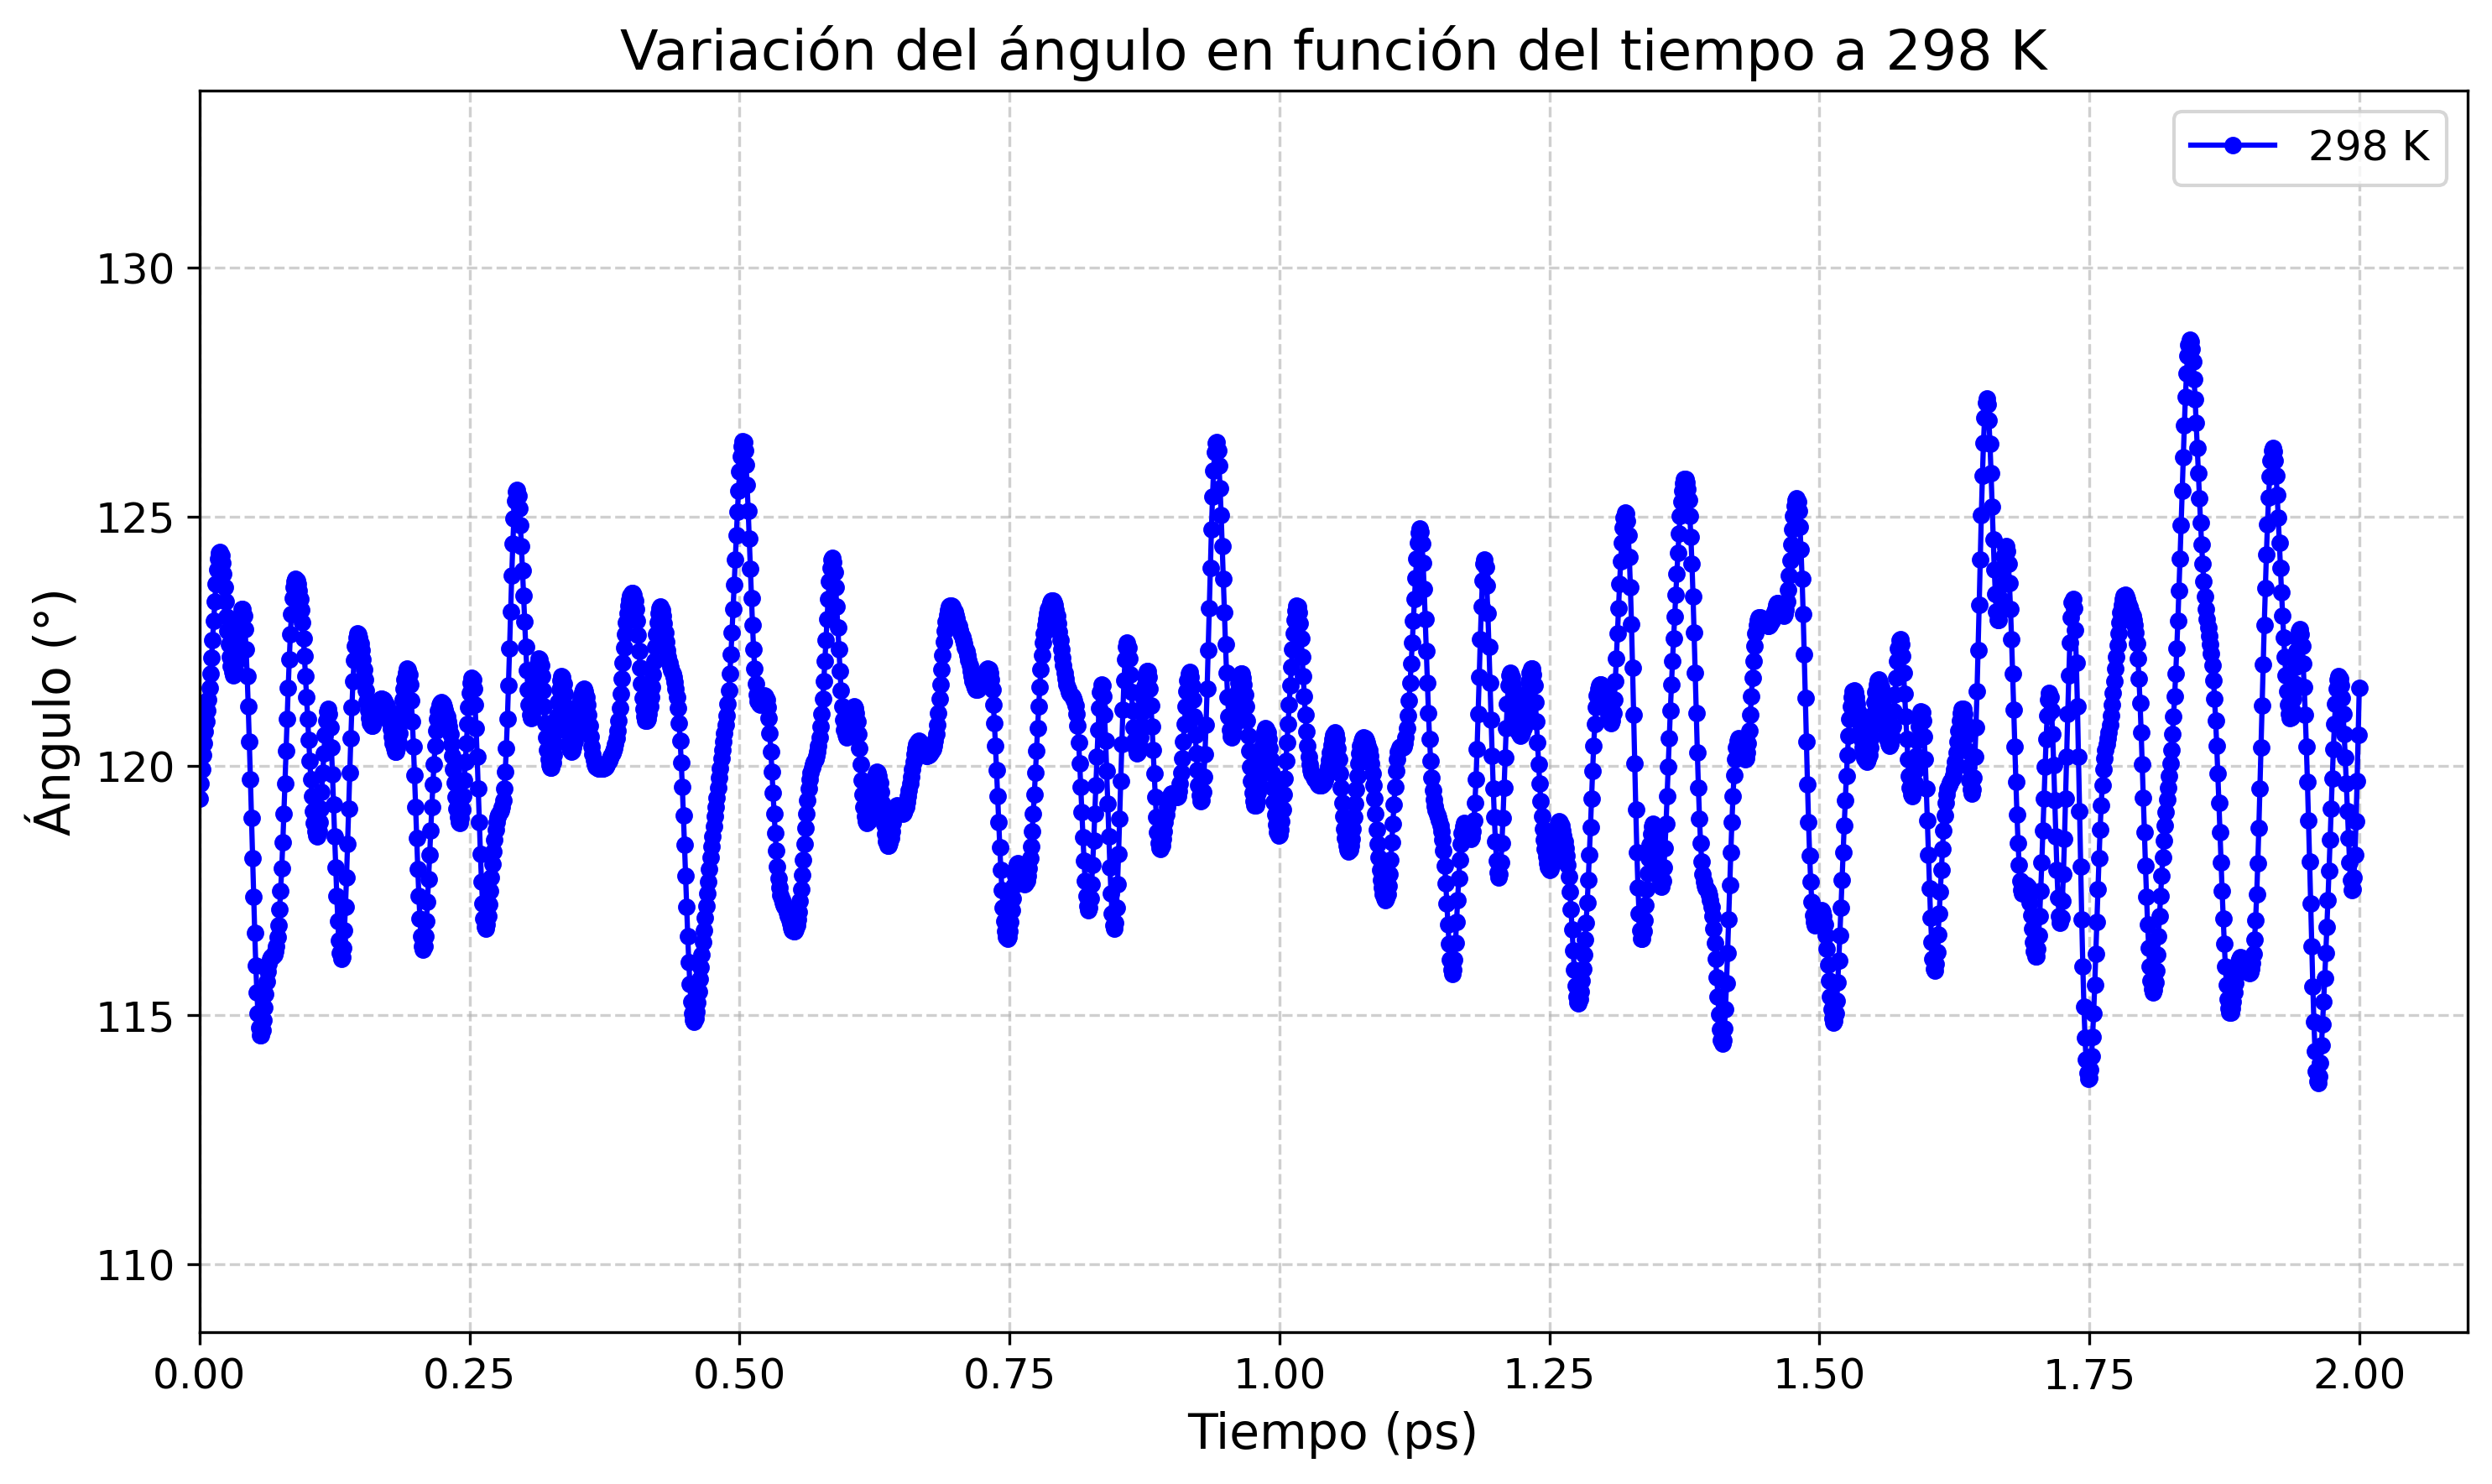 Variación del ángulo en función del tiempo a 298 K
298 K
Ángulo (°)
130
125
120
115
110
0.00 0.25 0.50 0.75 1.00 1.25 1.50 1.75 2.00
Tiempo (ps)